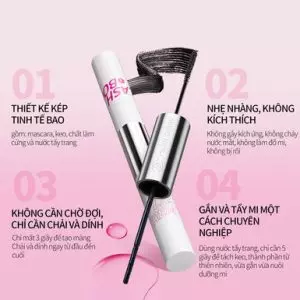 01
THIẾT KẾ KÉP
TINH TẾ BAO
gồm: mascara, keo, chất làm
cứng và nước tẩy trang
02
NHẸ NHÀNG, KHÔNG
KÍCH THÍCH
Không gây kích ứng, không chảy
nước mắt, không làm đỏ mi,
không bị rối
03
KHÔNG CẦN CHỜ ĐỢI,
CHỈ CẦN CHẢI VÀ DÍNH
Chỉ mất 3 giây để tạo màng
Chải và dính ngay từ đầu đến
cuối
04
GẮN VÀ TẨY MI MỘT
CÁCH CHUYÊN
NGHIỆP
Dùng nước tẩy trang, chỉ cần 5
giây để tách keo, thành phần từ
thiên nhiên, vừa gắn vừa nuôi
dưỡng mi